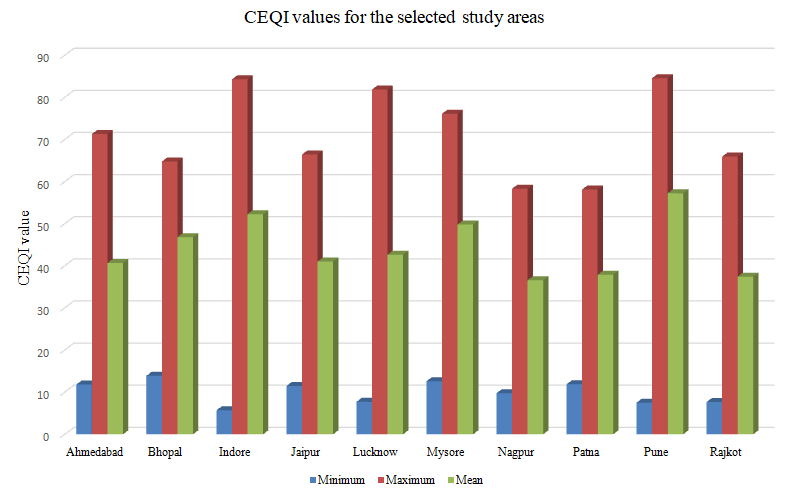 CEQI values for the selected study areas
CEQI value
90
80
70
60
50
40
30
20
10
0
Ahmedabad Bhopal Indore Jaipur Lucknow Mysore Nagpur Patna Pune Rajkot
Minimum Maximum Mean